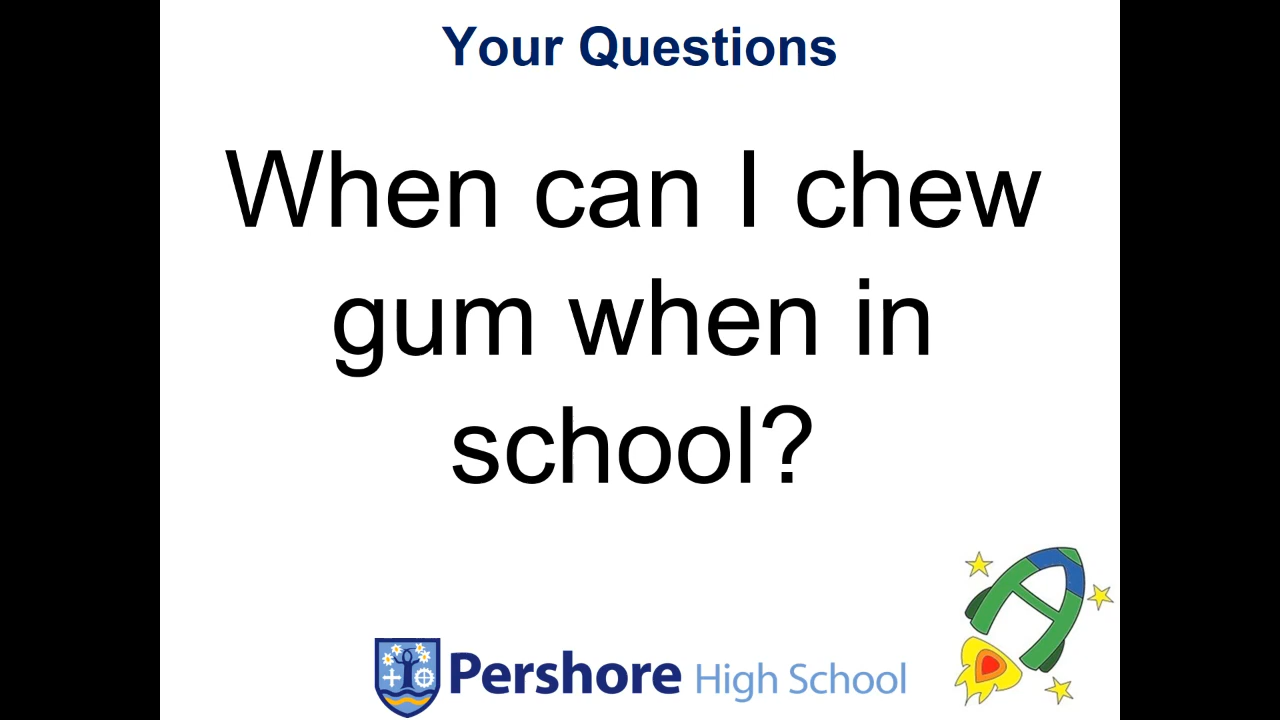 Your Questions
When can I chew
gum when in
school?
Pershore High School